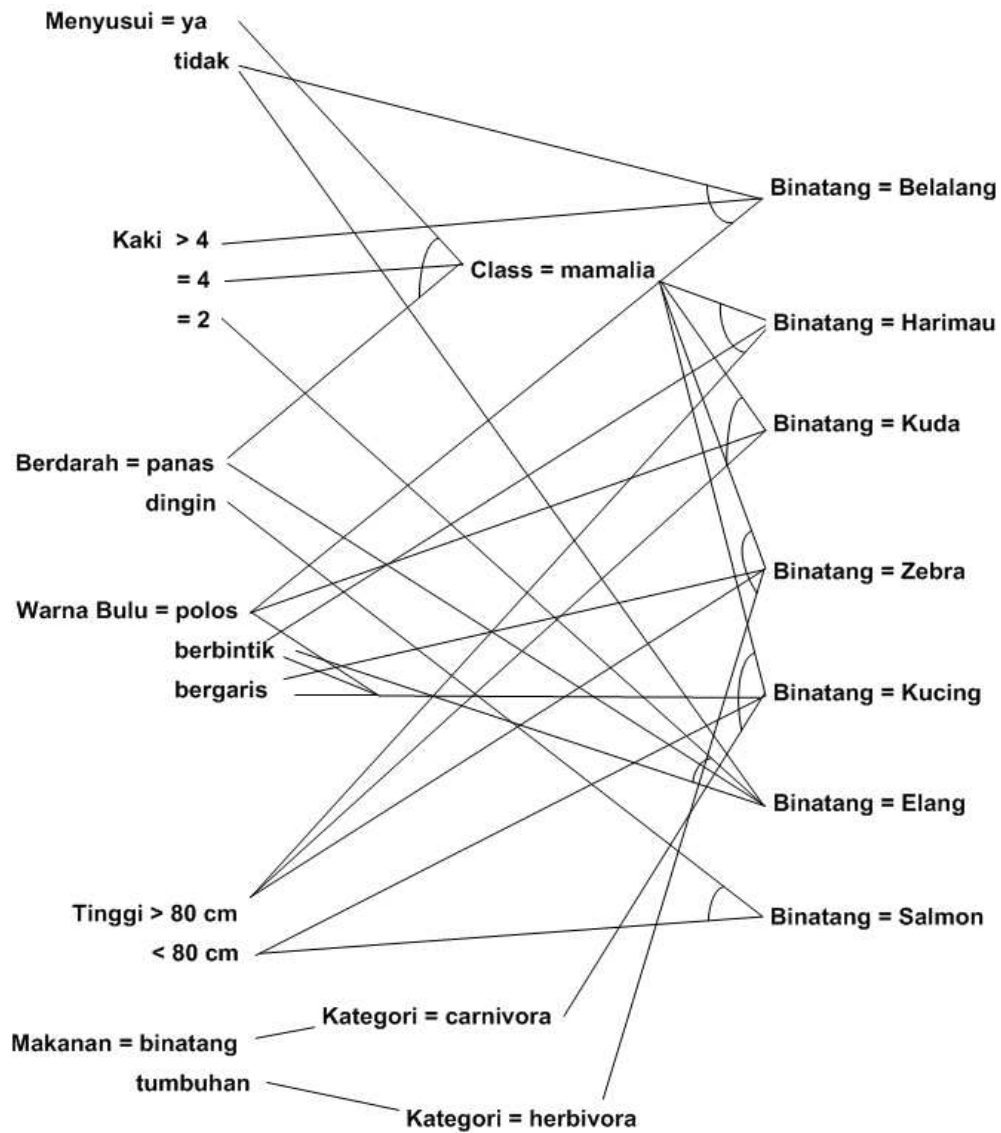 Menyusui = ya
tidak
Kaki > 4
= 4
= 2
Berdarah = panas
dingin
Warna Bulu = polos
berbintik
bergaris
Tinggi > 80 cm
< 80 cm
Makanan = binatang
tumbuhan
Class = mamalia
Kategori = carnivora
Kategori = herbivora
Binatang = Belalang
Binatang = Harimau
Binatang = Kuda
Binatang = Zebra
Binatang = Kucing
Binatang = Elang
Binatang = Salmon